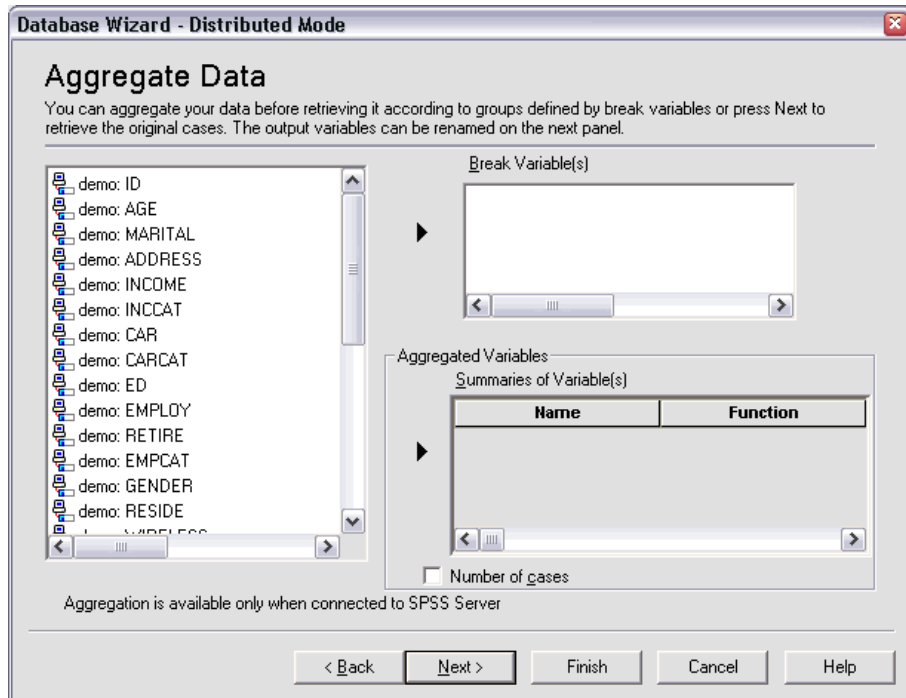 Database Wizard - Distributed Mode
Aggregate Data
You can aggregate your data before retrieving it according to groups defined by break variables or press Next to
retrieve the original cases. The output variables can be renamed on the next panel.
demo: ID
demo: AGE
demo: MARITAL
demo: ADDRESS
demo: INCOME
demo: INCCAT
demo: CAR
demo: CARCAT
demo: ED
demo: EMPLOY
demo: RETIRE
demo: EMPCAT
demo: GENDER
demo: RESIDE
demo: WIRELESS
Break Variable(s)
Aggregated Variables
Summaries of Variable(s)
Name Function
Number of cases
Aggregation is available only when connected to SPSS Server
< Back Next > Finish Cancel Help